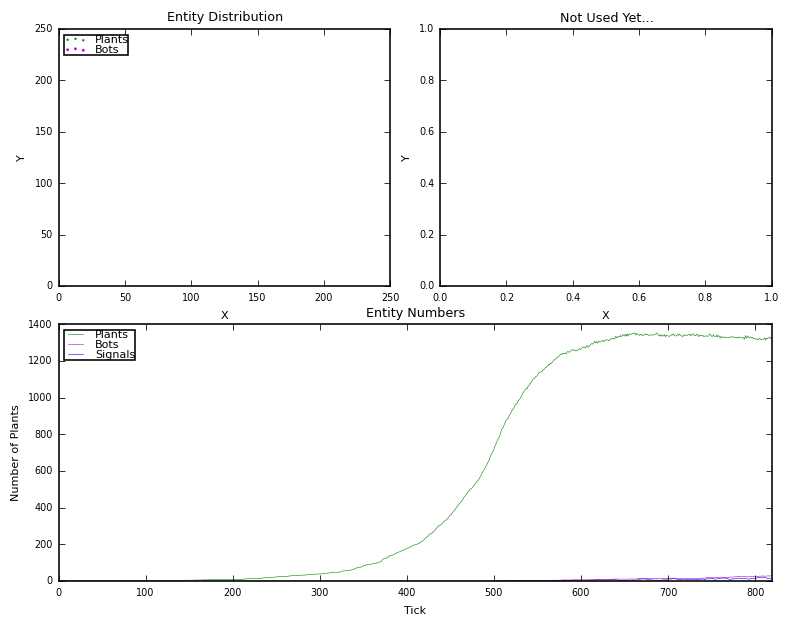 Entity Distribution
Not Used Yet...
250
200
150
100
50
0
Y
Plants
Bots
0 50 100 150 200 250
X
1.0
0.8
0.6
0.4
0.2
0.0
Y
0.0 0.2 0.4 0.6 0.8 1.0
X
Entity Numbers
1400
1200
1000
800
600
400
200
0
Number of Plants
Plants
Bots
Signals
0 100 200 300 400 500 600 700 800
Tick